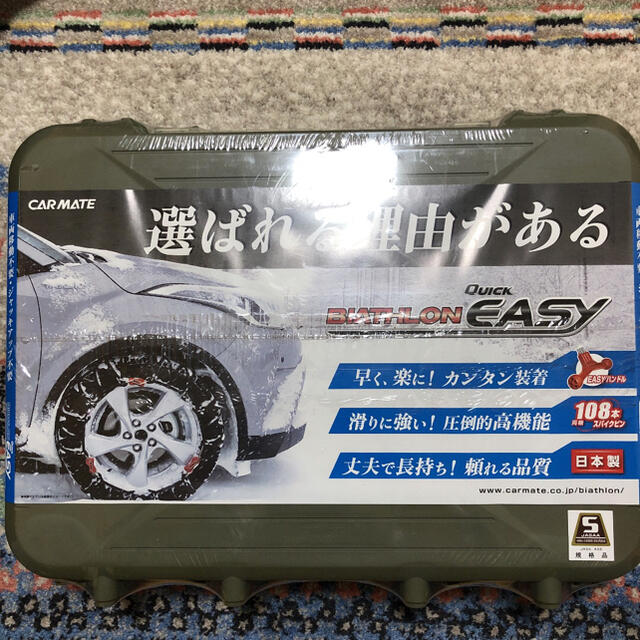 CARMATE
選ばれる理由がある
QUICK
BIATHLON EASY
早く、楽に! カンタン装着
EASYハンドル
滑りに強い! 圧倒的高機能
108本
スパイクピン
丈夫で長持ち! 頼れる品質
日本製
www.carmate.co.jp/biathlon/
S
JASAA
規格品